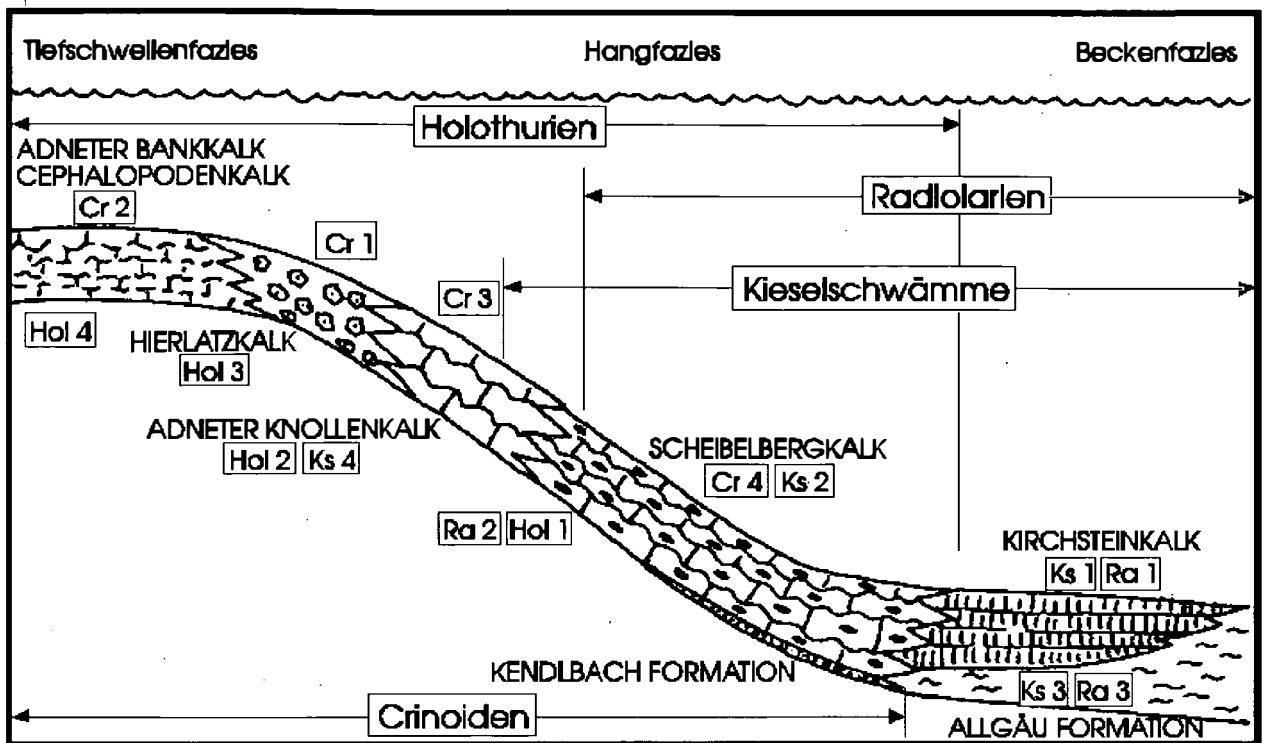 Tiefschwellenfazies Hangfazies Beckenfazies
Holothurien
ADNETER BANKKALK
CEPHALOPODENKALK
Cr 2
Radiolarien
Cr 1
Cr 3
Kieselschwämme
Hol 4
HIERLATZKALK
Hol 3
ADNETER KNOLLENKALK
Hol 2 Ks 4
SCHEIBELBERGKALK
Cr 4 Ks 2
Ra 2 Hol 1
KIRCHSTEINKALK
Ks 1 Ra 1
KENDLBACH FORMATION
Ks 3 Ra 3
Crinoiden
ALLGÄU FORMATION